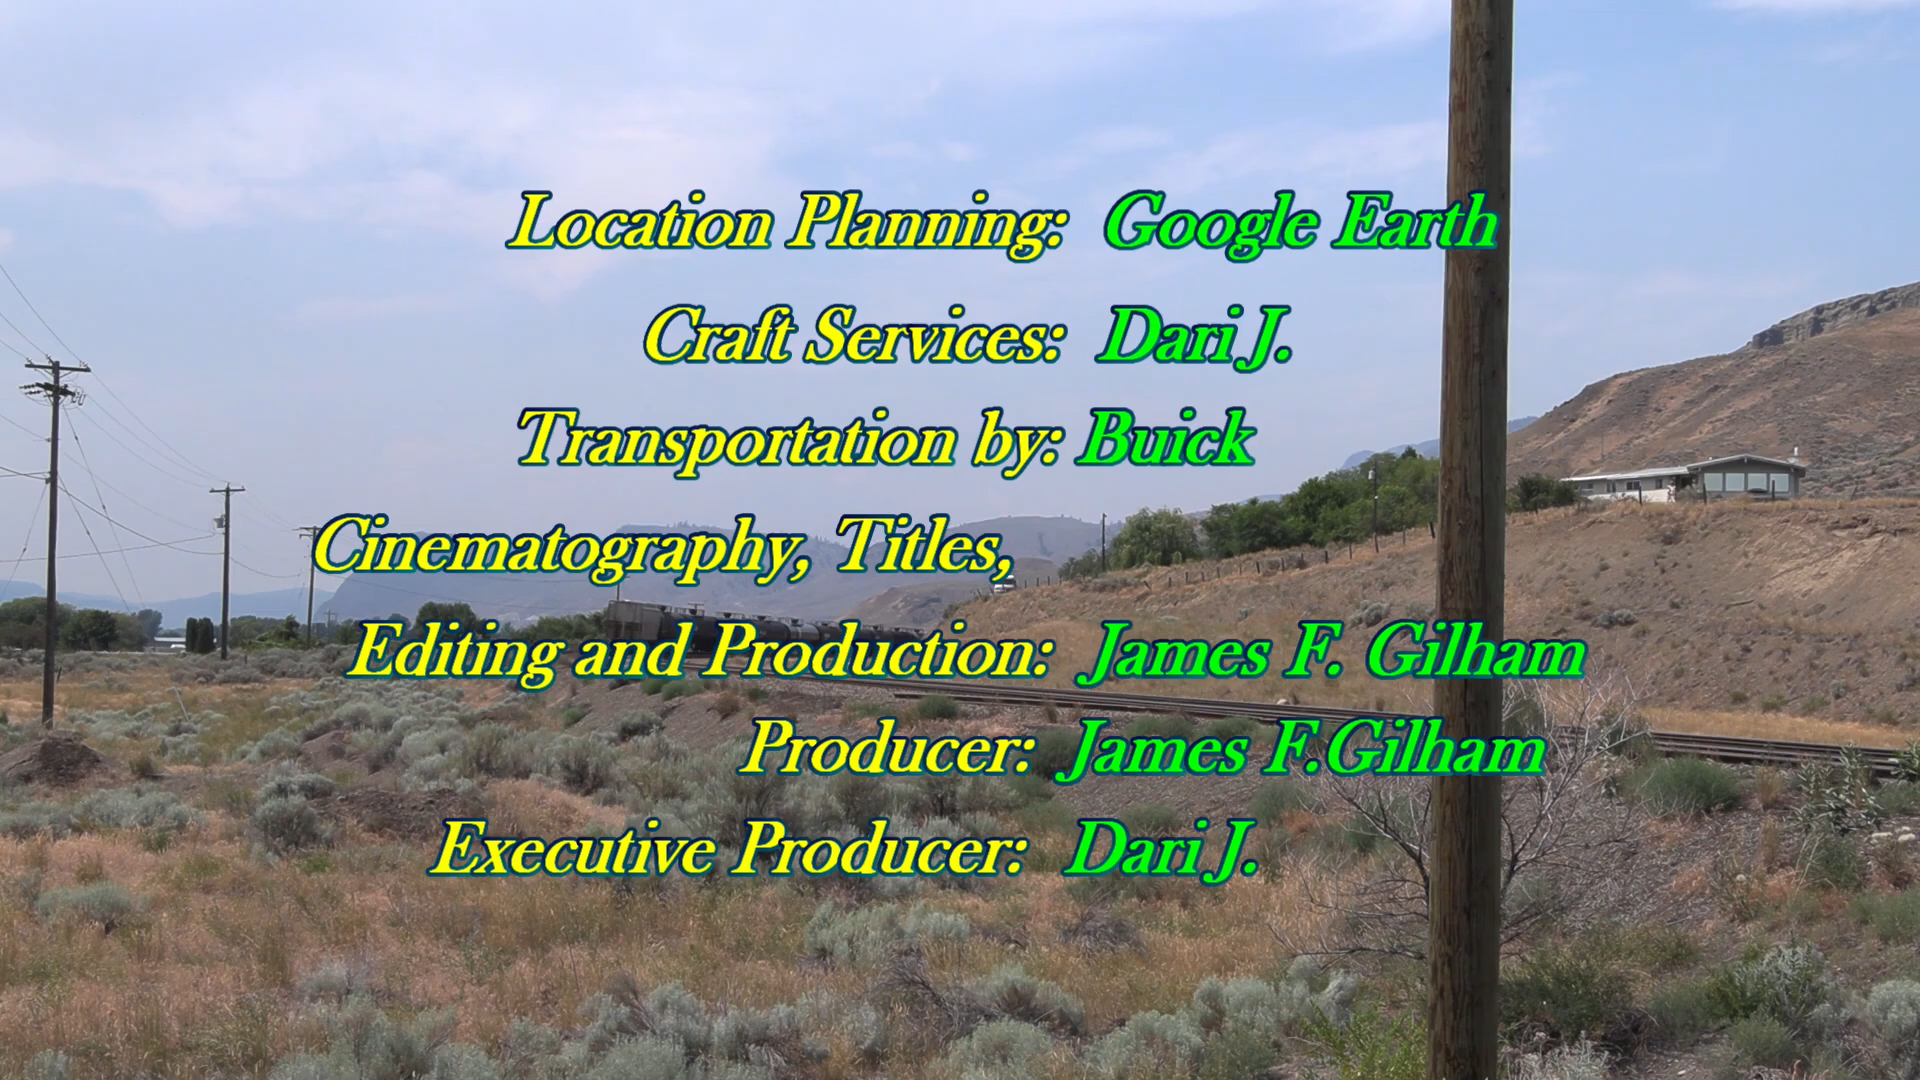 Location Planning: Google Earth
Craft Services: Dari J.
Transportation by: Buick
Cinematography, Titles,
Editing and Production: James F. Gilham
Producer: James F.Gilham
Executive Producer: Dari J.